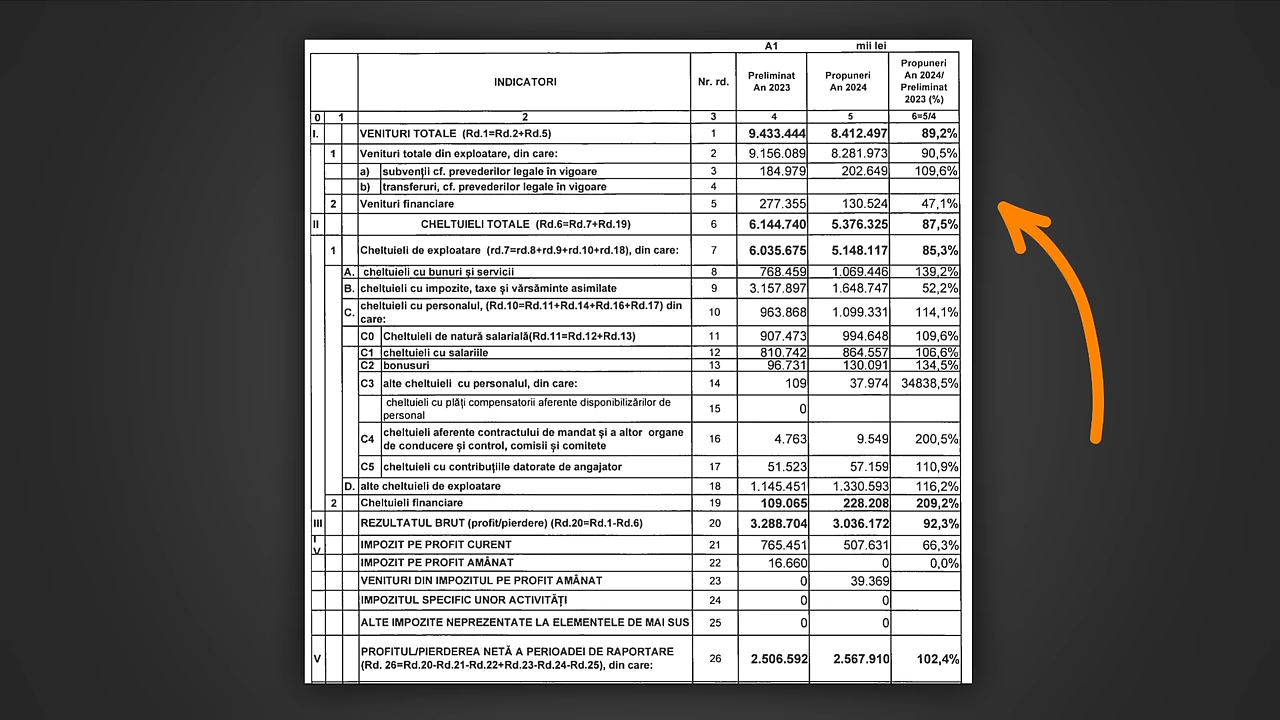 A1 mii lei
INDICATORI Nr. rd. Preliminat An 2023 Propuneri An 2024 Propuneri An 2024/ Preliminat 2023 (%)
0 1 2 3 4 5 6=5/4
I. VENITURI TOTALE (Rd.1=Rd.2+Rd.5) 1 9.433.444 8.412.497 89,2%
1 Venituri totale din exploatare, din care: 2 9.156.089 8.281.973 90,5%
a) subvenții cf. prevederilor legale în vigoare 3 184.979 202.649 109,6%
b) transferuri, cf. prevederilor legale în vigoare 4
2 Venituri financiare 5 277.355 130.524 47,1%
II CHELTUIELI TOTALE (Rd.6=Rd.7+Rd.19) 6 6.144.740 5.376.325 87,5%
1 Cheltuieli de exploatare (rd.7=rd.8+rd.9+rd.10+rd.18), din care: 7 6.035.675 5.148.117 85,3%
A. cheltuieli cu bunuri și servicii 8 768.459 1.069.446 139,2%
B. cheltuieli cu impozite, taxe și vărsăminte asimilate 9 3.157.897 1.648.747 52,2%
C. cheltuieli cu personalul, (Rd.10=Rd.11+Rd.14+Rd.16+Rd.17) din
care: 10 963.868 1.099.331 114,1%
C0 Cheltuieli de natură salarială(Rd.11=Rd.12+Rd.13) 11 907.473 994.648 109,6%
C1 cheltuieli cu salariile 12 810.742 864.557 106,6%
C2 bonusuri 13 96.731 130.091 134,5%
C3 alte cheltuieli cu personalul, din care: 14 109 37.974 34838,5%
cheltuieli cu plăți compensatorii aferente disponibilizărilor de
personal 15 0
C4 cheltuieli aferente contractului de mandat și a altor organe
de conducere și control, comisii și comitete 16 4.763 9.549 200,5%
C5 cheltuieli cu contribuțiile datorate de angajator 17 51.523 57.159 110,9%
D. alte cheltuieli de exploatare 18 1.145.451 1.330.593 116,2%
2 Cheltuieli financiare 19 109.065 228.208 209,2%
III REZULTATUL BRUT (profit/pierdere) (Rd.20=Rd.1-Rd.6) 20 3.288.704 3.036.172 92,3%
IV IMPOZIT PE PROFIT CURENT 21 765.451 507.631 66,3%
IMPOZIT PE PROFIT AMÂNAT 22 16.660 0 0,0%
VENITURI DIN IMPOZITUL PE PROFIT AMÂNAT 23 0 39.369
IMPOZITUL SPECIFIC UNOR ACTIVITĂȚI 24 0 0
ALTE IMPOZITE NEPREZENTATE LA ELEMENTELE DE MAI SUS 25 0 0
V PROFITUL/PIERDEREA NETĂ A PERIOADEI DE RAPORTARE
(Rd. 26=Rd.20-Rd.21-Rd.22+Rd.23-Rd.24-Rd.25), din care: 26 2.506.592 2.567.910 102,4%